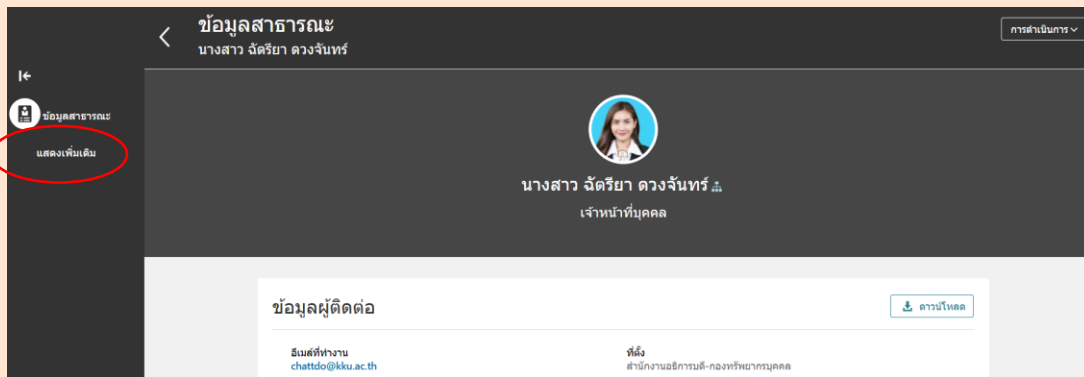 ข้อมูลสาธารณะ
นางสาว ฉัตรียา ดวงจันทร์
การดำเนินการ
ข้อมูลสาธารณะ
แสดงเพิ่มเติม
นางสาว ฉัตรียา ดวงจันทร์
เจ้าหน้าที่บุคคล
ข้อมูลผู้ติดต่อ
ดาวน์โหลด
อีเมล์ที่ทำงาน
chattdo@kku.ac.th
ที่ตั้ง
สำนักงานอธิการบดี-กองทรัพยากรบุคคล